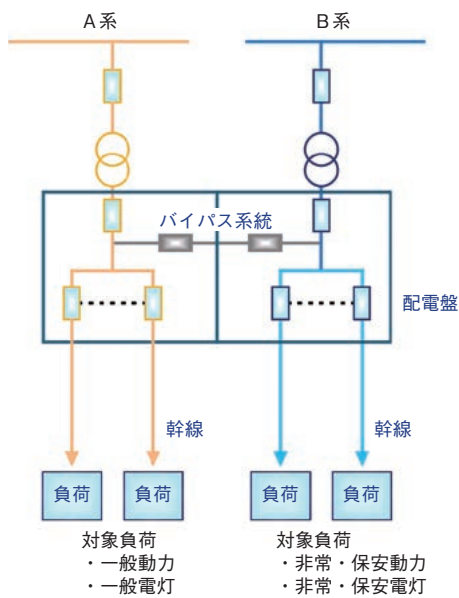 A系
B系
バイパス系統
配電盤
幹線
幹線
負荷
負荷
負荷
負荷
対象負荷
・一般動力
・一般電灯
対象負荷
・非常・保安動力
・非常・保安電灯